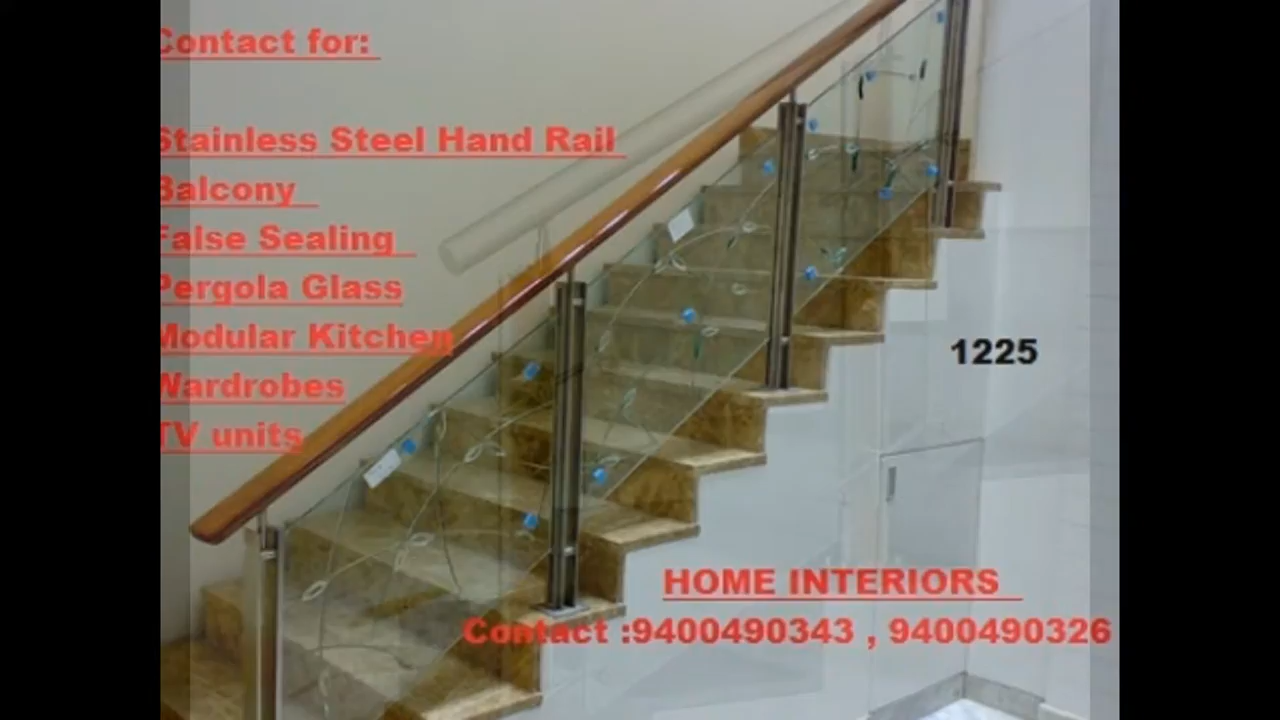 Contact for:
Stainless Steel Hand Rail
Balcony
False Sealing
Pergola Glass
Modular Kitchen
Wardrobes
TV units
1225
HOME INTERIORS
Contact :9400490343 , 9400490326